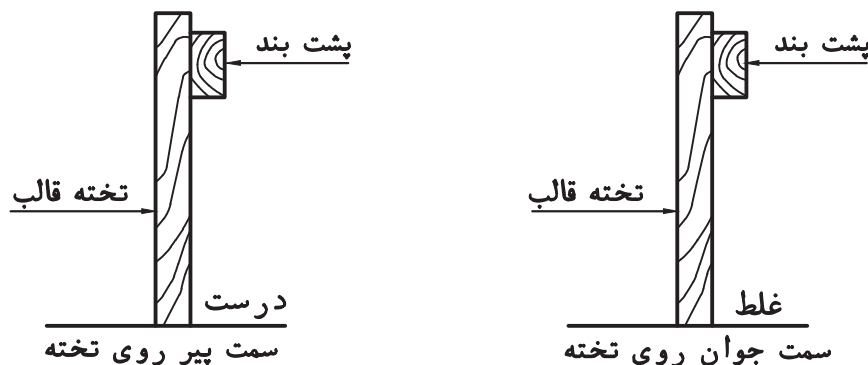 پشت بند
تخته قالب
درست
سمت پیر روی تخته
پشت بند
تخته قالب
غلط
سمت جوان روی تخته